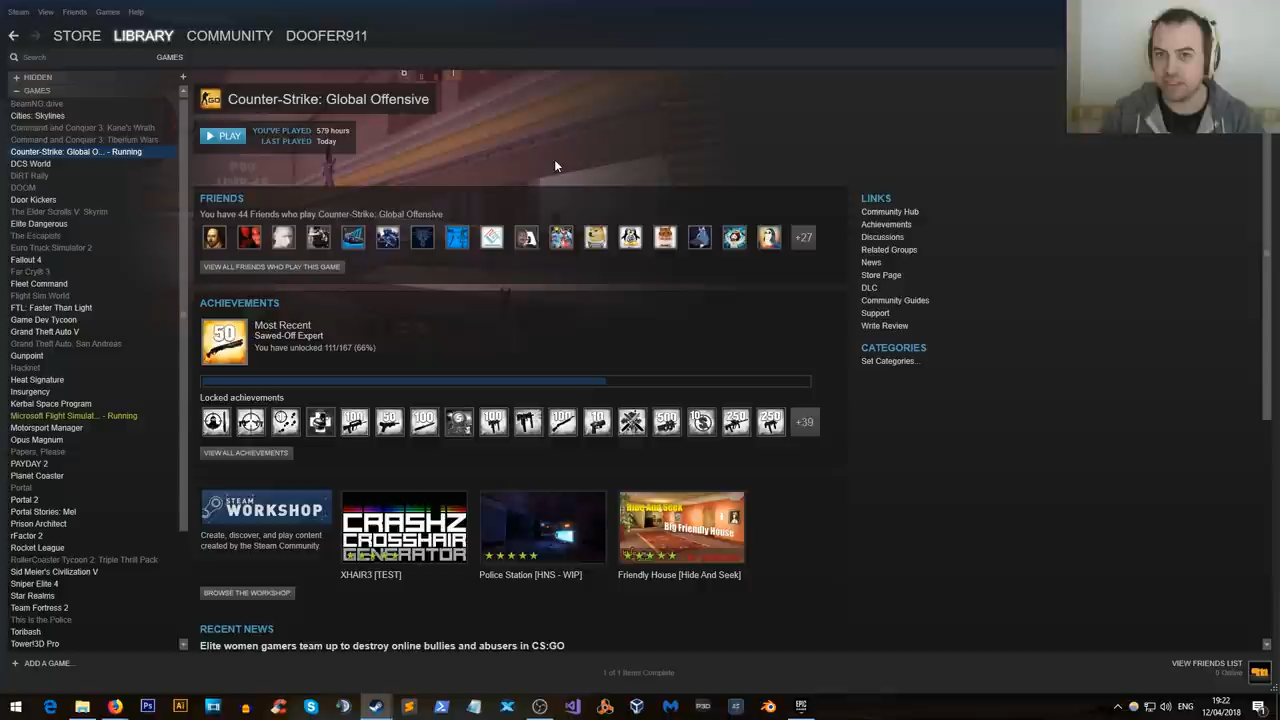 Steam View Friends Games Help
STORE LIBRARY COMMUNITY DOOFER911
Search GAMES
HIDDEN
GAMES
BeamNG.drive
Cities: Skylines
Command and Conquer 3: Kane's Wrath
Command and Conquer 3: Tiberium Wars
Counter-Strike: Global O... - Running
DCS World
DiRT Rally
DOOM
Door Kickers
The Elder Scrolls V: Skyrim
Elite Dangerous
The Escapists
Euro Truck Simulator 2
Fallout 4
Far Cry® 3
Fleet Command
Flight Sim World
FTL: Faster Than Light
Game Dev Tycoon
Grand Theft Auto V
Grand Theft Auto: San Andreas
Gunpoint
Hacknet
Heat Signature
Insurgency
Kerbal Space Program
Microsoft Flight Simulat... - Running
Motorsport Manager
Opus Magnum
Papers, Please
PAYDAY 2
Planet Coaster
Portal
Portal 2
Portal Stories: Mel
Prison Architect
rFactor 2
Rocket League
RollerCoaster Tycoon 2: Triple Thrill Pack
Sid Meier's Civilization V
Sniper Elite 4
Star Realms
Team Fortress 2
This Is the Police
Toribash
Tower!3D Pro
ADD A GAME...
GO
Counter-Strike: Global Offensive
PLAY
YOU'VE PLAYED 579 hours
LAST PLAYED Today
FRIENDS
You have 44 Friends who play Counter-Strike: Global Offensive
+27
VIEW ALL FRIENDS WHO PLAY THIS GAME
ACHIEVEMENTS
50
Most Recent
Sawed-Off Expert
You have unlocked 111/167 (66%)
Locked achievements
+39
VIEW ALL ACHIEVEMENTS
STEAM WORKSHOP
Create, discover, and play content
created by the Steam Community.
CRASHZ
CROSSHAIR
GENERATOR
XHAIR3 [TEST]
Police Station [HNS - WIP]
Hide And Seek
Big Friendly House
Friendly House [Hide And Seek]
BROWSE THE WORKSHOP
RECENT NEWS
Elite women gamers team up to destroy online bullies and abusers in CS:GO
LINKS
Community Hub
Achievements
Discussions
Related Groups
News
Store Page
DLC
Community Guides
Support
Write Review
CATEGORIES
Set Categories...
1 of 1 Items Complete
VIEW FRIENDS LIST
ENG
19:22
12/04/2018